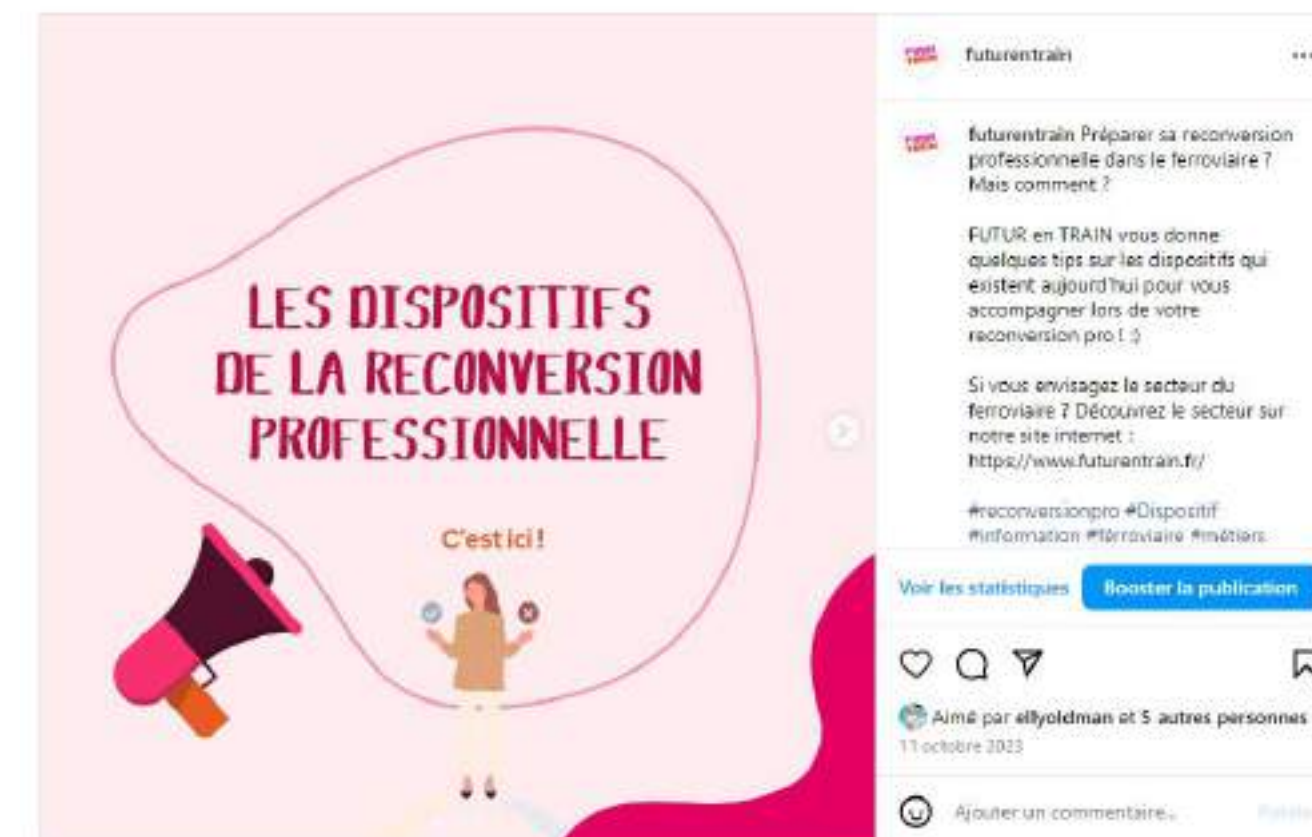 LES DISPOSITIFS
DE LA RECONVERSION
PROFESSIONNELLE
C'est ici !
futurentrain
futurentrain Préparer sa reconversion
professionnelle dans le ferroviaire ?
Mais comment ?
FUTUR en TRAIN vous donne
quelques tips sur les dispositifs qui
existent aujourd'hui pour vous
accompagner lors de votre
reconversion pro ! :)
Si vous envisagez le secteur du
ferroviaire ? Découvrez le secteur sur
notre site internet :
https://www.futurentrain.fr/
#reconversionpro #Dispositif
#information #férroviaire #métiers
Voir les statistiques
Booster la publication
Aimé par ellyoldman et 5 autres personnes
11 octobre 2023
Ajouter un commentaire...